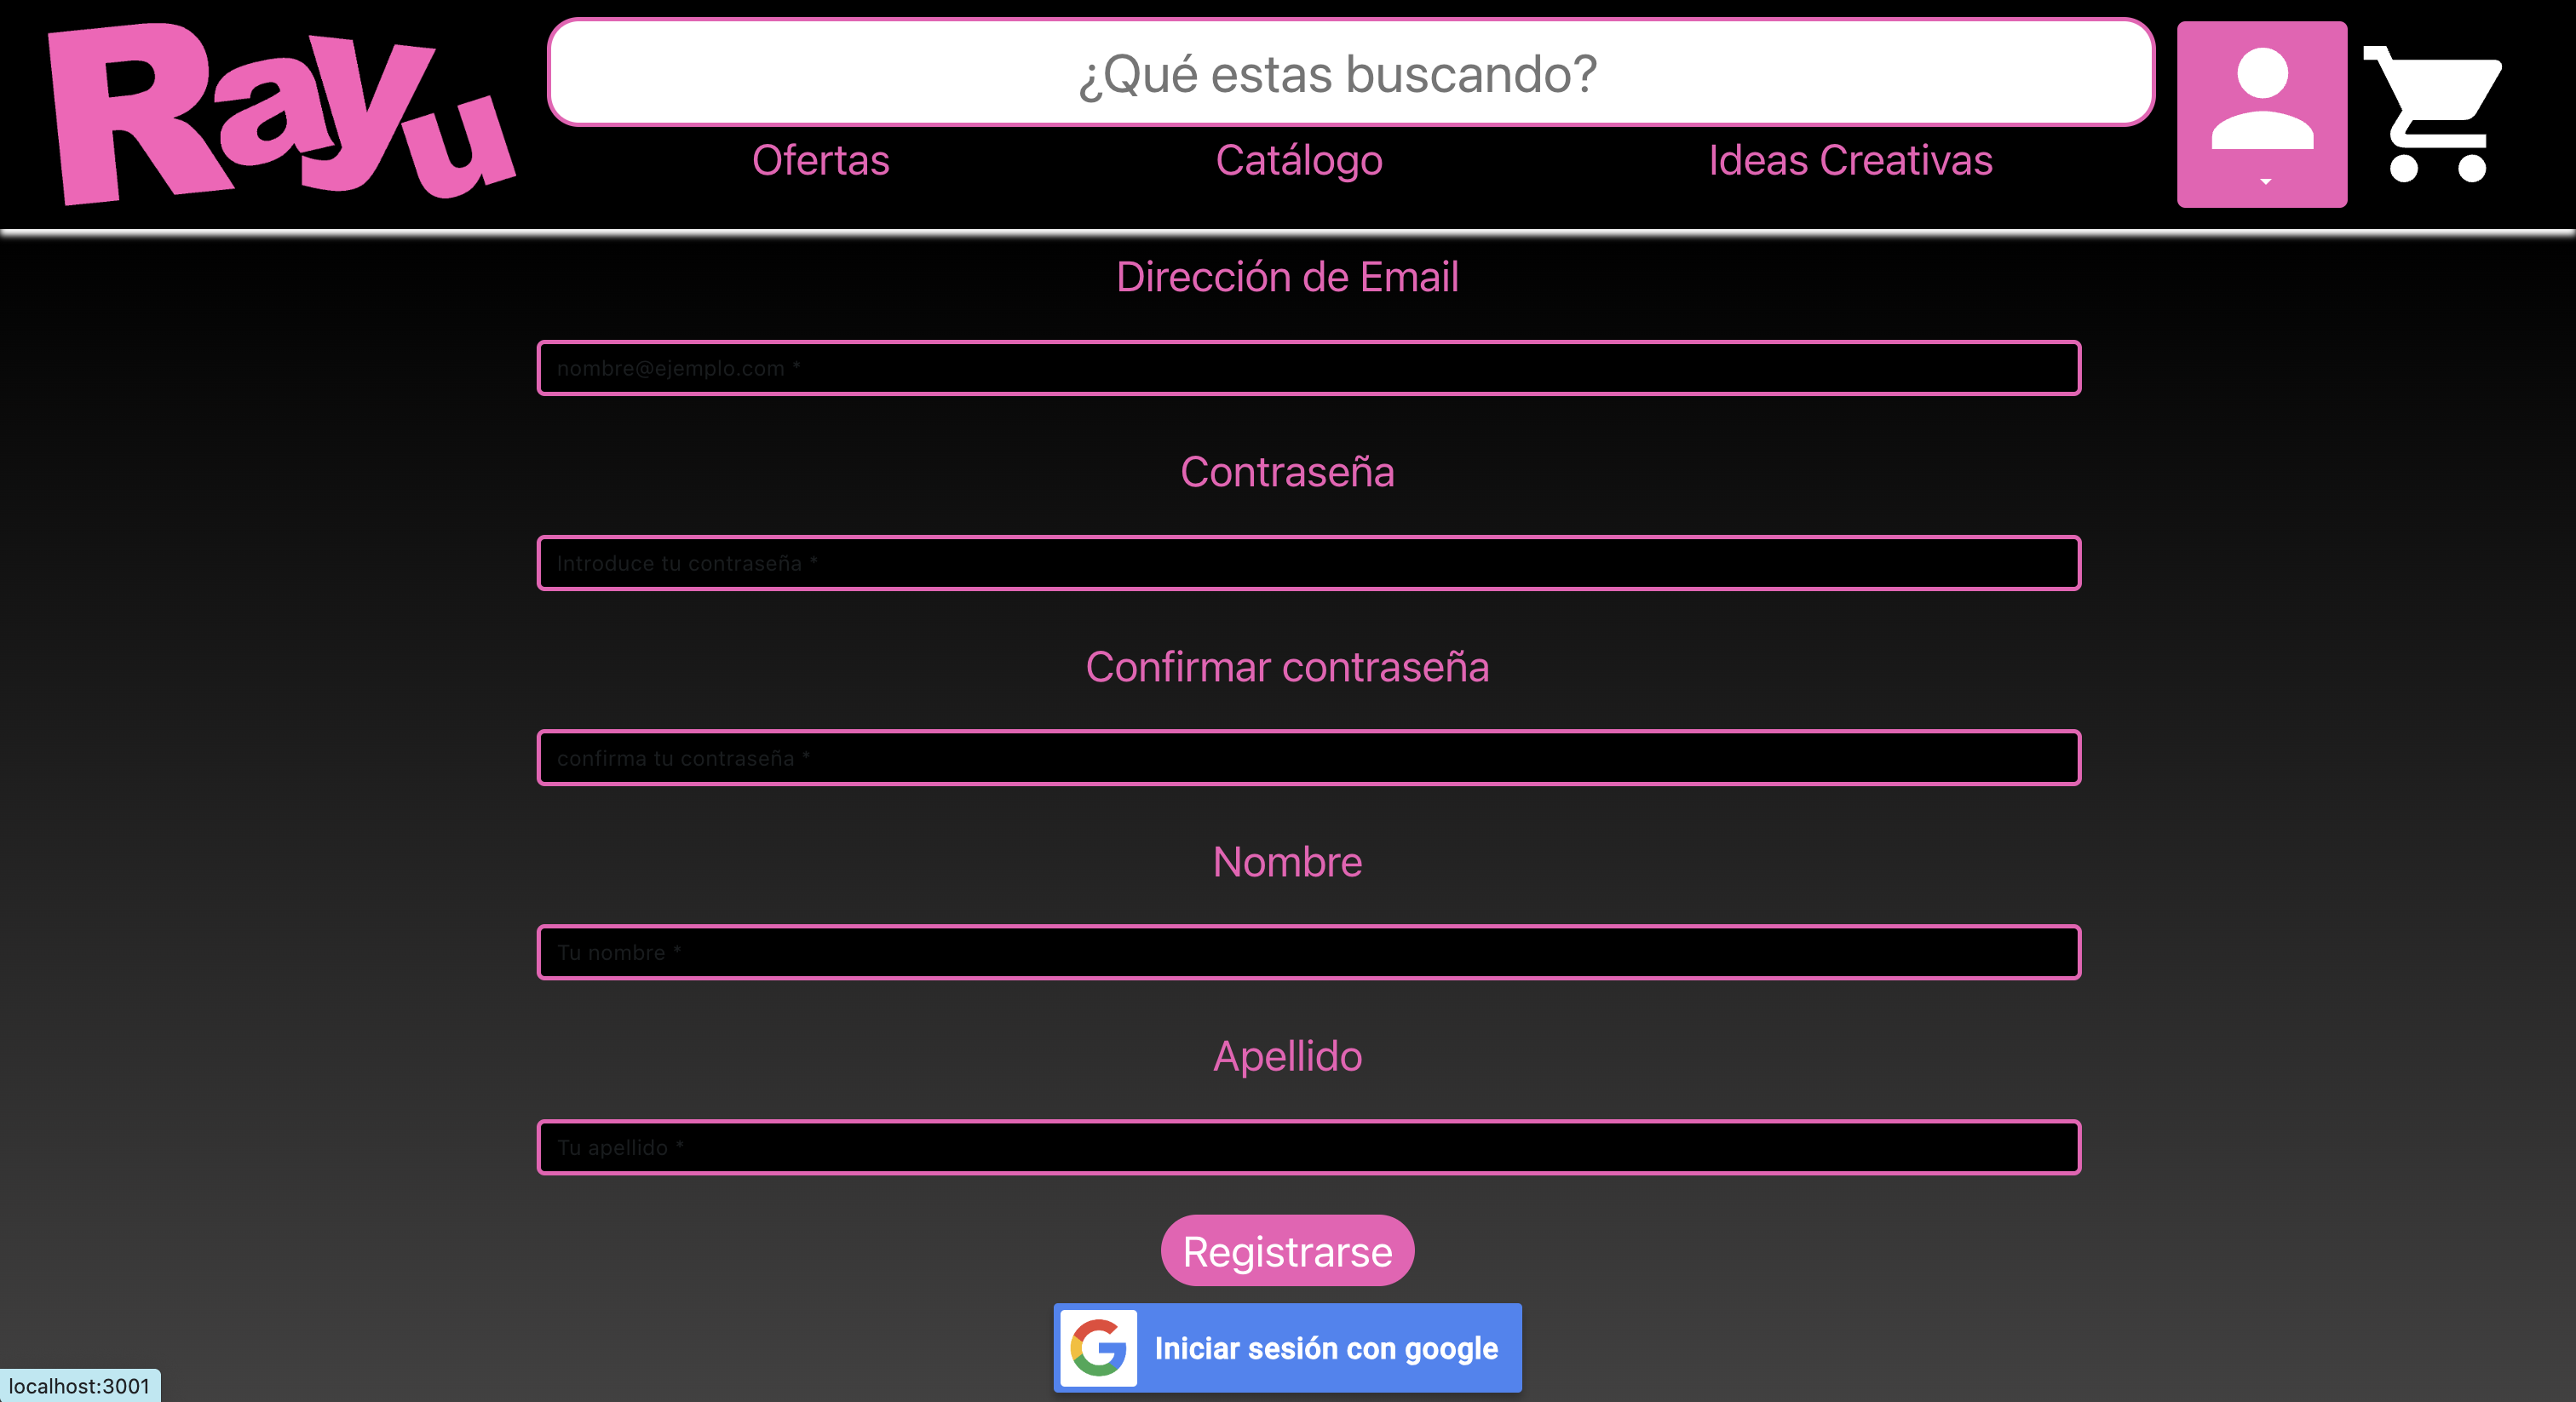 Rayu
¿Qué estas buscando?
Ofertas Catálogo Ideas Creativas
Dirección de Email
nombre@ejemplo.com *
Contraseña
Introduce tu contraseña *
Confirmar contraseña
confirma tu contraseña *
Nombre
Tu nombre *
Apellido
Tu apellido *
Registrarse
Iniciar sesión con google
localhost:3001